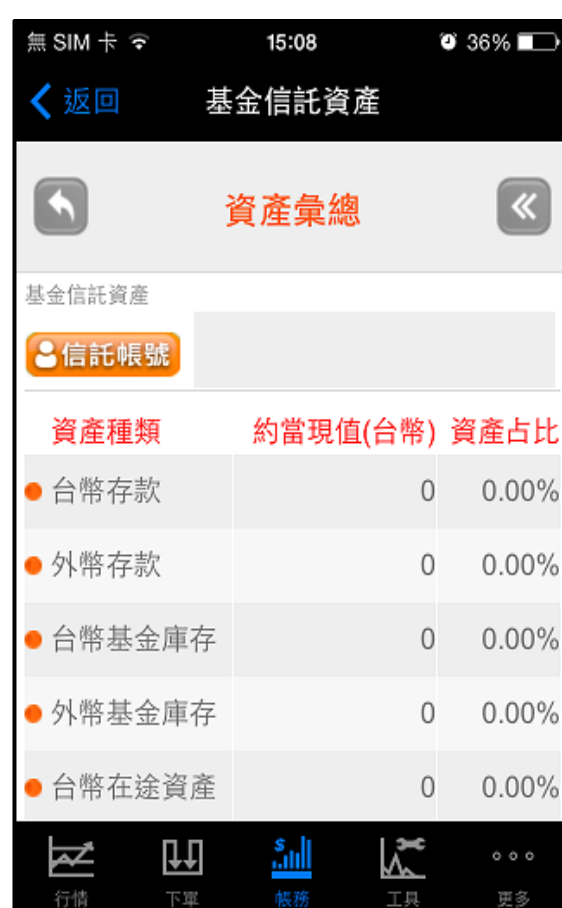 無 SIM 卡 15:08 36%
返回 基金信託資產
資產彙總
基金信託資產
信託帳號
資產種類 約當現值(台幣) 資產占比
台幣存款 0 0.00%
外幣存款 0 0.00%
台幣基金庫存 0 0.00%
外幣基金庫存 0 0.00%
台幣在途資產 0 0.00%
行情 下單 帳務 工具 更多